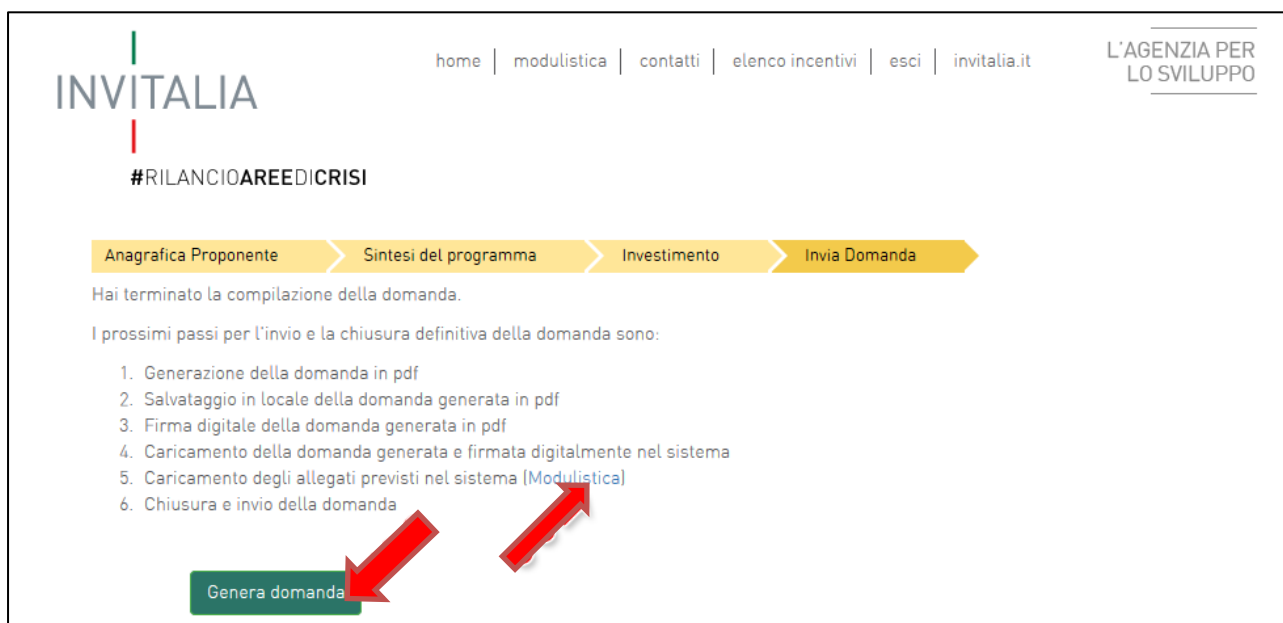 INVITALIA
home | modulistica | contatti | elenco incentivi | esci | invitalia.it
L'AGENZIA PER
LO SVILUPPO
#RILANCIOAREEDICRISI
Anagrafica Proponente
Sintesi del programma
Investimento
Invia Domanda
Hai terminato la compilazione della domanda.
I prossimi passi per l'invio e la chiusura definitiva della domanda sono:
1. Generazione della domanda in pdf
2. Salvataggio in locale della domanda generata in pdf
3. Firma digitale della domanda generata in pdf
4. Caricamento della domanda generata e firmata digitalmente nel sistema
5. Caricamento degli allegati previsti nel sistema (Modulistica)
6. Chiusura e invio della domanda
Genera domanda